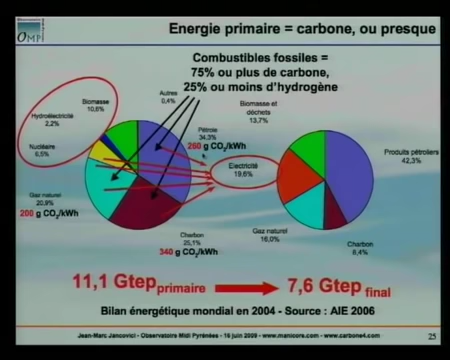 OMP
Energie primaire = carbone, ou presque
Combustibles fossiles =
75% ou plus de carbone,
25% ou moins d'hydrogène
Autres
0,4%
Biomasse
10,6%
Hydroélectricité
2,2%
Nucléaire
6,5%
Gaz naturel
20,9%
200 g CO2/kWh
Pétrole
34,3%
260 g CO2/kWh
Charbon
25,1%
340 g CO2/kWh
Biomasse et
déchets
13,7%
Electricité
19,6%
Produits pétroliers
42,3%
Gaz naturel
16,0%
Charbon
8,4%
11,1 Gtep primaire
7,6 Gtep final
Bilan énergétique mondial en 2004 - Source : AIE 2006
Jean-Marc Jancovici - Observatoire Midi Pyrénées - 16 juin 2009 - www.manicore.com - www.carbone4.com
25